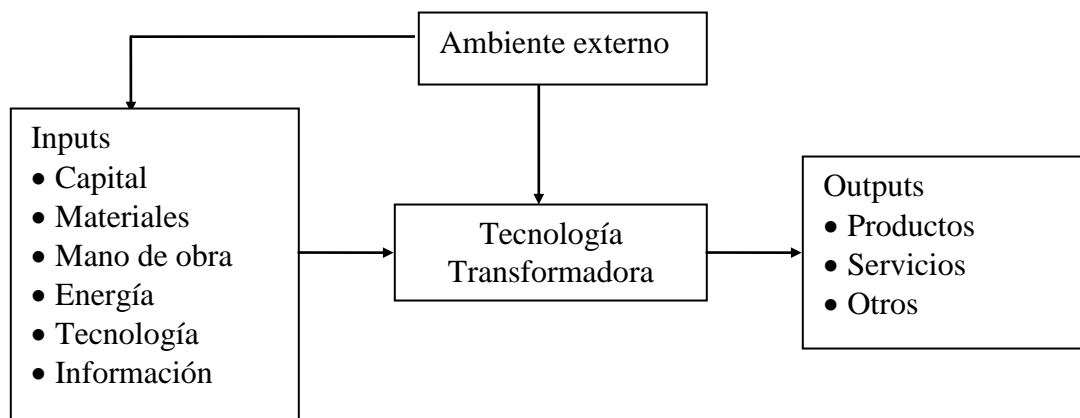 Ambiente externo
Inputs
• Capital
• Materiales
• Mano de obra
• Energía
• Tecnología
• Información
Tecnología
Transformadora
Outputs
• Productos
• Servicios
• Otros